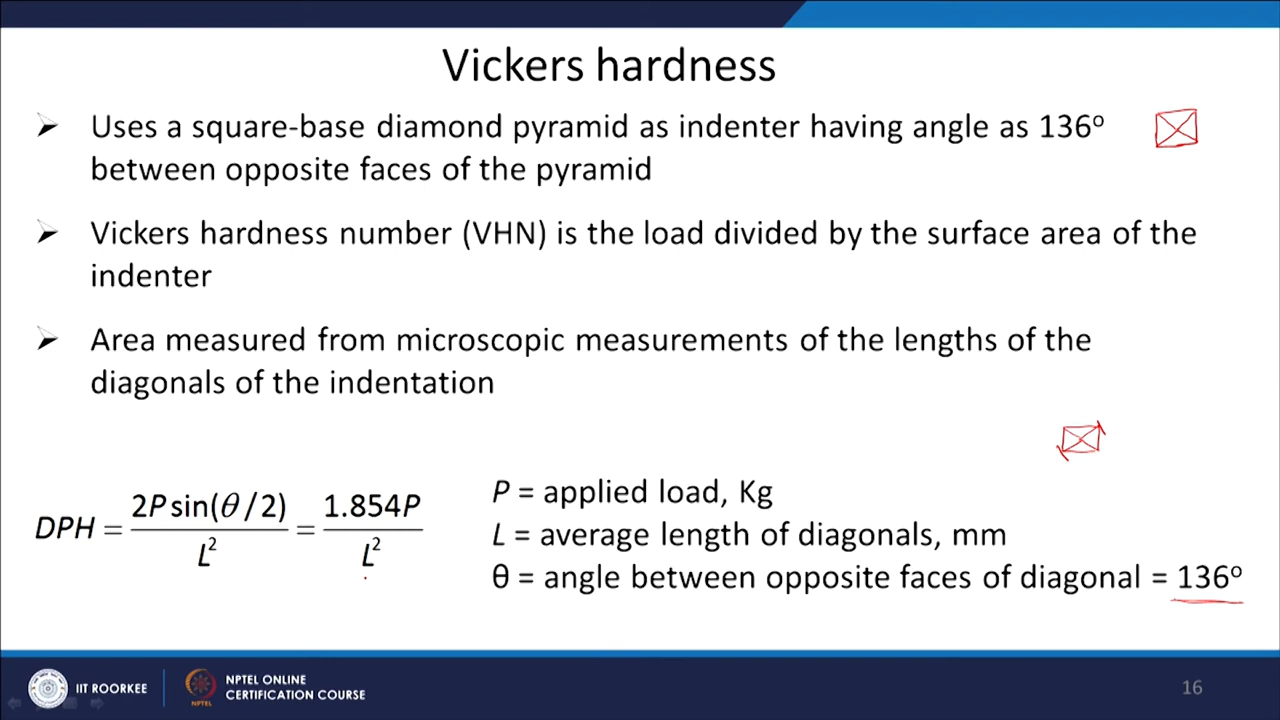 Vickers hardness
➤ Uses a square-base diamond pyramid as indenter having angle as 136º
between opposite faces of the pyramid
➤ Vickers hardness number (VHN) is the load divided by the surface area of the
indenter
➤ Area measured from microscopic measurements of the lengths of the
diagonals of the indentation
DPH = 2P sin(θ/2) / L² = 1.854P / L²
P = applied load, Kg
L = average length of diagonals, mm
θ = angle between opposite faces of diagonal = 136º
IIT ROORKEE
NPTEL ONLINE
CERTIFICATION COURSE
NPTEL
16